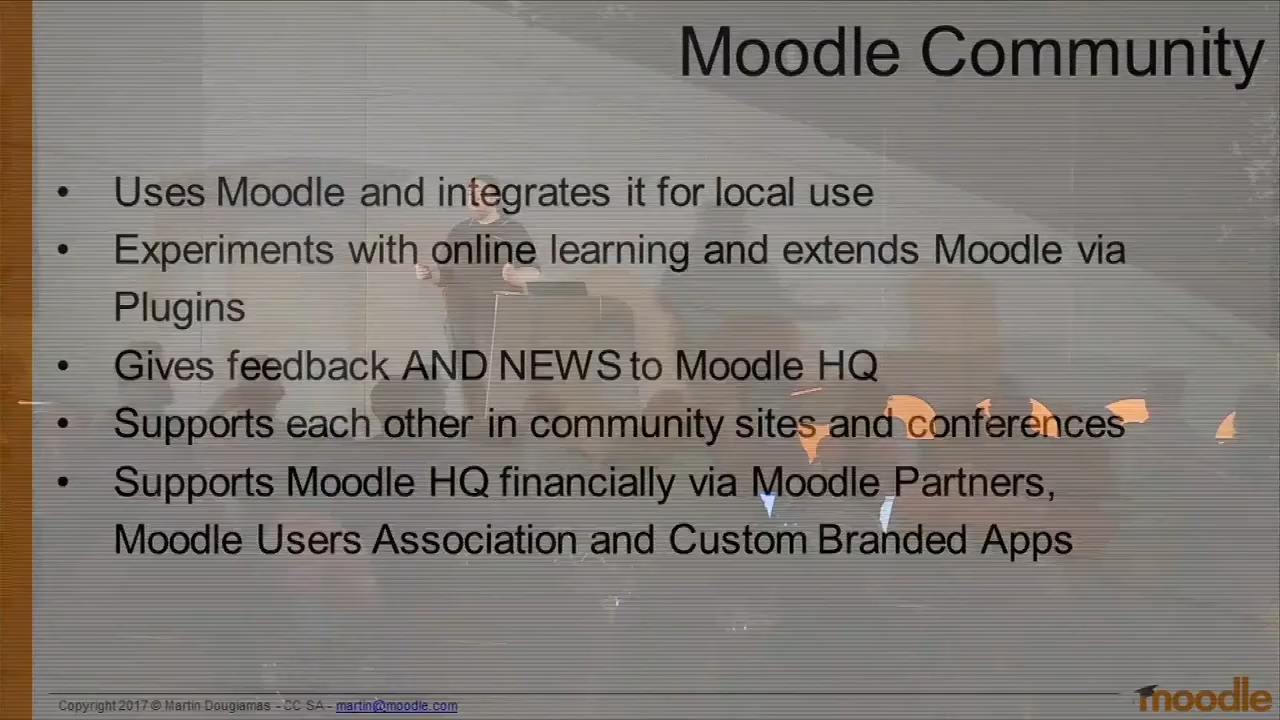 Moodle Community
• Uses Moodle and integrates it for local use
• Experiments with online learning and extends Moodle via
Plugins
• Gives feedback AND NEWS to Moodle HQ
• Supports each other in community sites and conferences
• Supports Moodle HQ financially via Moodle Partners,
Moodle Users Association and Custom Branded Apps
Copyright 2017 © Martin Dougiamas - CC SA - martin@moodle.com
moodle